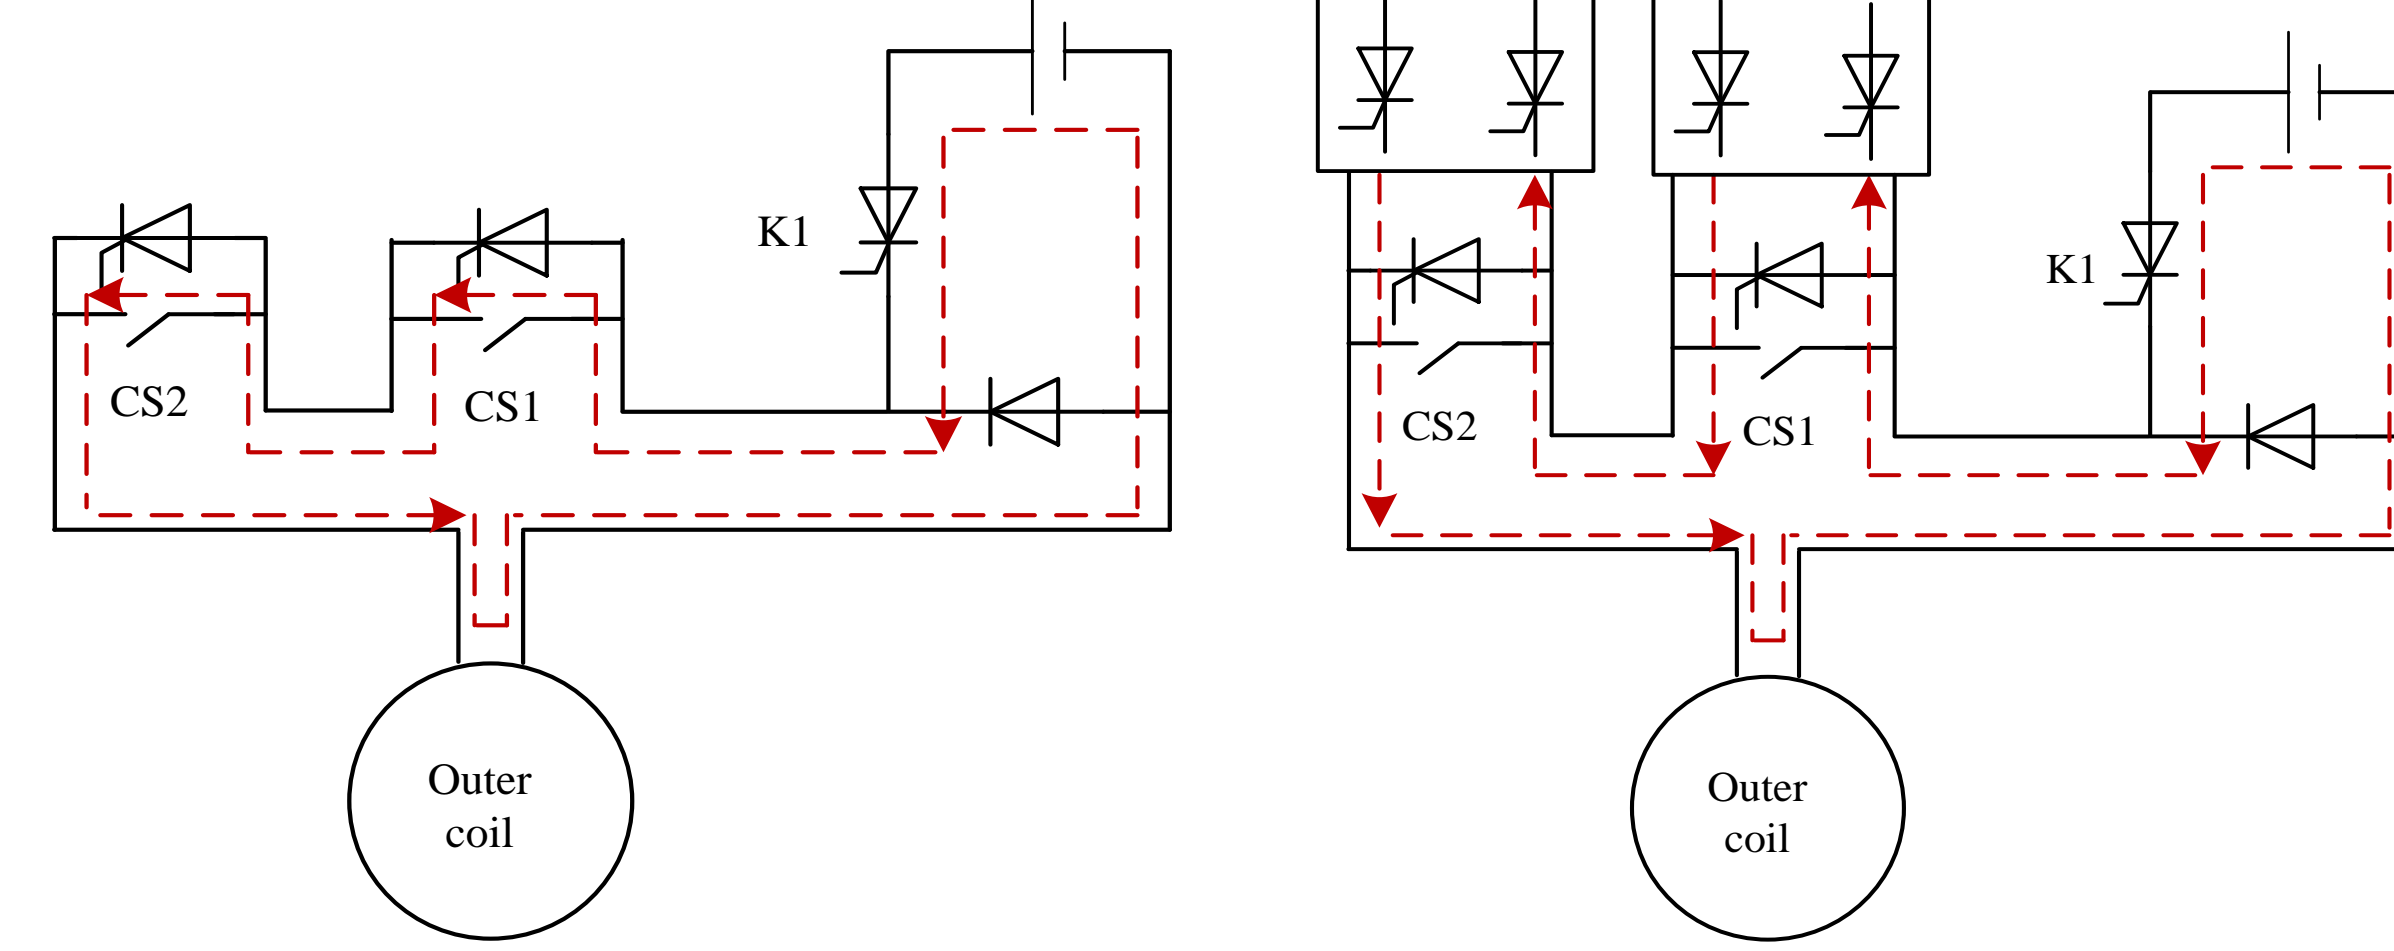 K1
CS2
CS1
Outer
coil
K1
CS2
CS1
Outer
coil